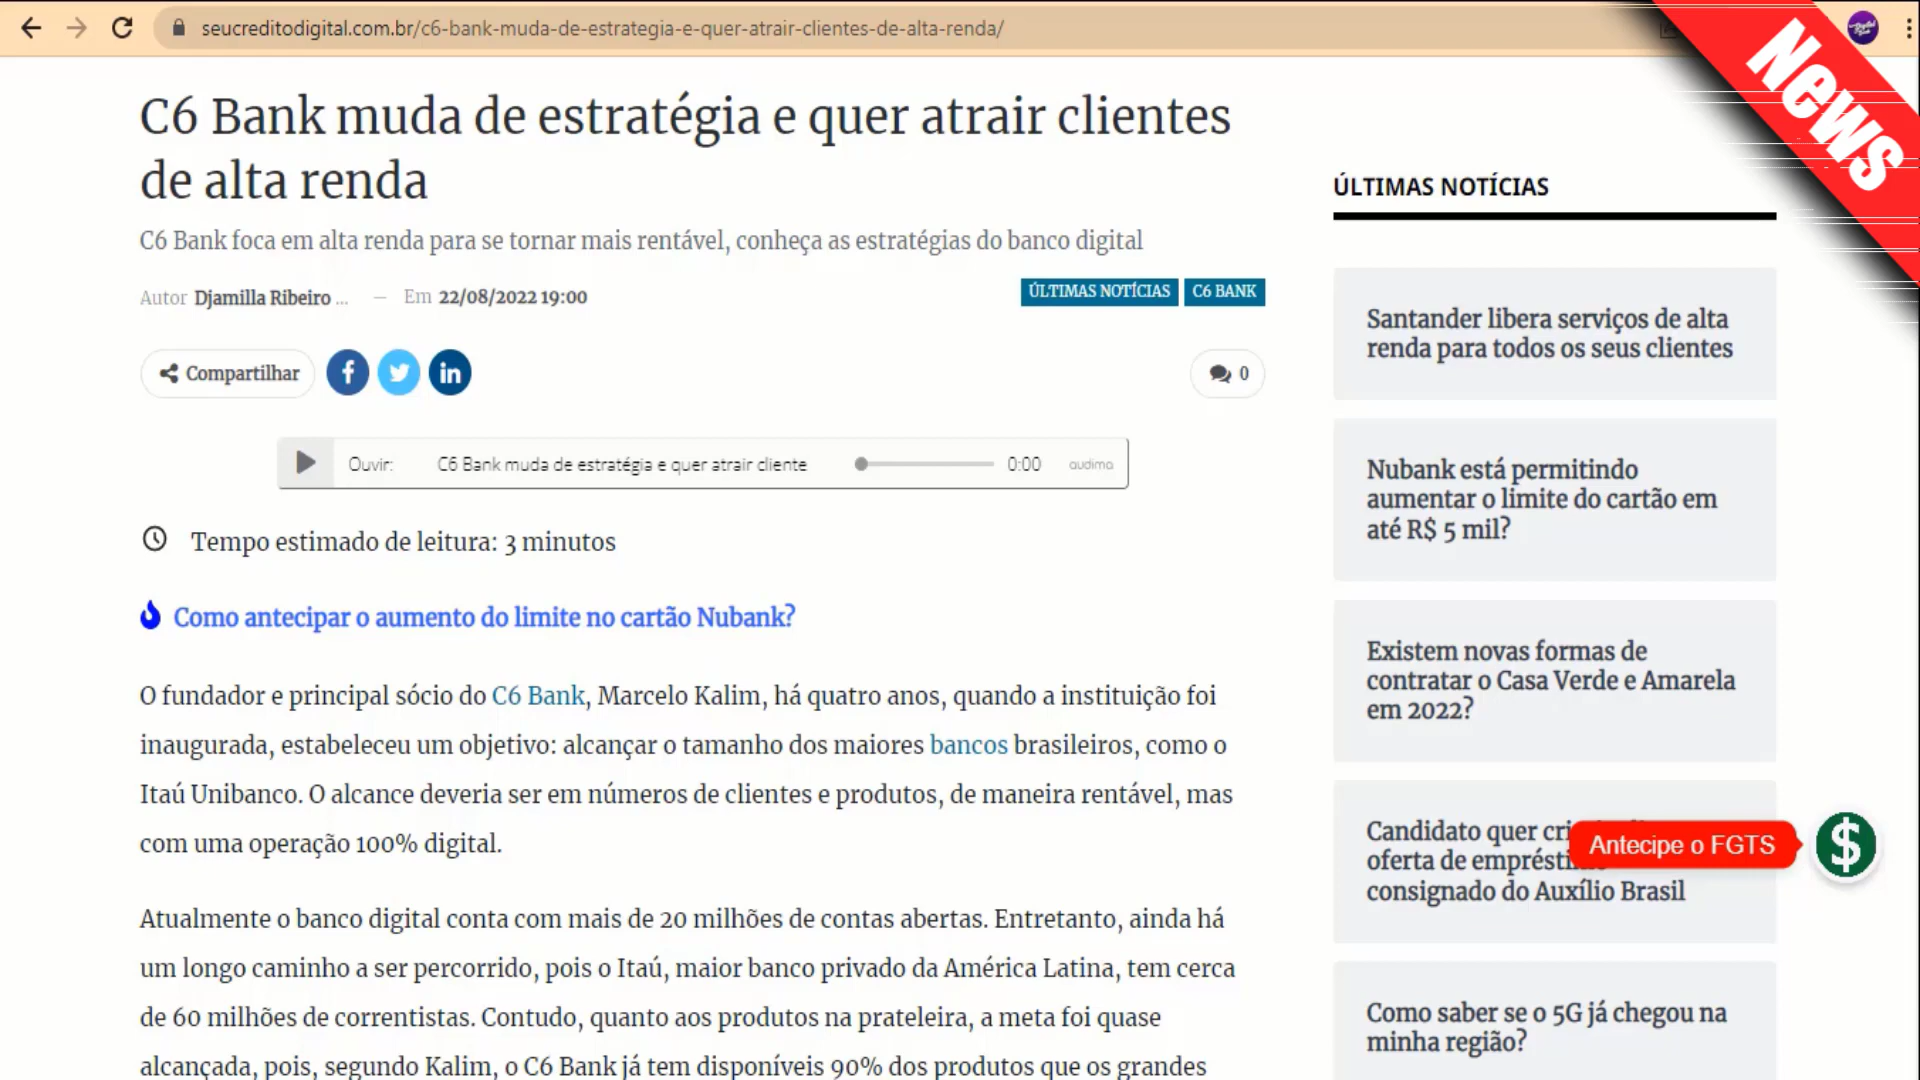 seucreditodigital.com.br/c6-bank-muda-de-estrategia-e-quer-atrair-clientes-de-alta-renda/
News
C6 Bank muda de estratégia e quer atrair clientes
de alta renda
C6 Bank foca em alta renda para se tornar mais rentável, conheça as estratégias do banco digital
Autor Djamilla Ribeiro ... — Em 22/08/2022 19:00
ÚLTIMAS NOTÍCIAS C6 BANK
Compartilhar
0
Ouvir: C6 Bank muda de estratégia e quer atrair cliente 0:00 audima
Tempo estimado de leitura: 3 minutos
Como antecipar o aumento do limite no cartão Nubank?
O fundador e principal sócio do C6 Bank, Marcelo Kalim, há quatro anos, quando a instituição foi
inaugurada, estabeleceu um objetivo: alcançar o tamanho dos maiores bancos brasileiros, como o
Itaú Unibanco. O alcance deveria ser em números de clientes e produtos, de maneira rentável, mas
com uma operação 100% digital.
Atualmente o banco digital conta com mais de 20 milhões de contas abertas. Entretanto, ainda há
um longo caminho a ser percorrido, pois o Itaú, maior banco privado da América Latina, tem cerca
de 60 milhões de correntistas. Contudo, quanto aos produtos na prateleira, a meta foi quase
alcançada, pois, segundo Kalim, o C6 Bank já tem disponíveis 90% dos produtos que os grandes
ÚLTIMAS NOTÍCIAS
Santander libera serviços de alta
renda para todos os seus clientes
Nubank está permitindo
aumentar o limite do cartão em
até R$ 5 mil?
Existem novas formas de
contratar o Casa Verde e Amarela
em 2022?
Candidato quer
oferta de
consignado do Auxílio Brasil
Antecipe o FGTS
$
Como saber se o 5G já chegou na
minha região?